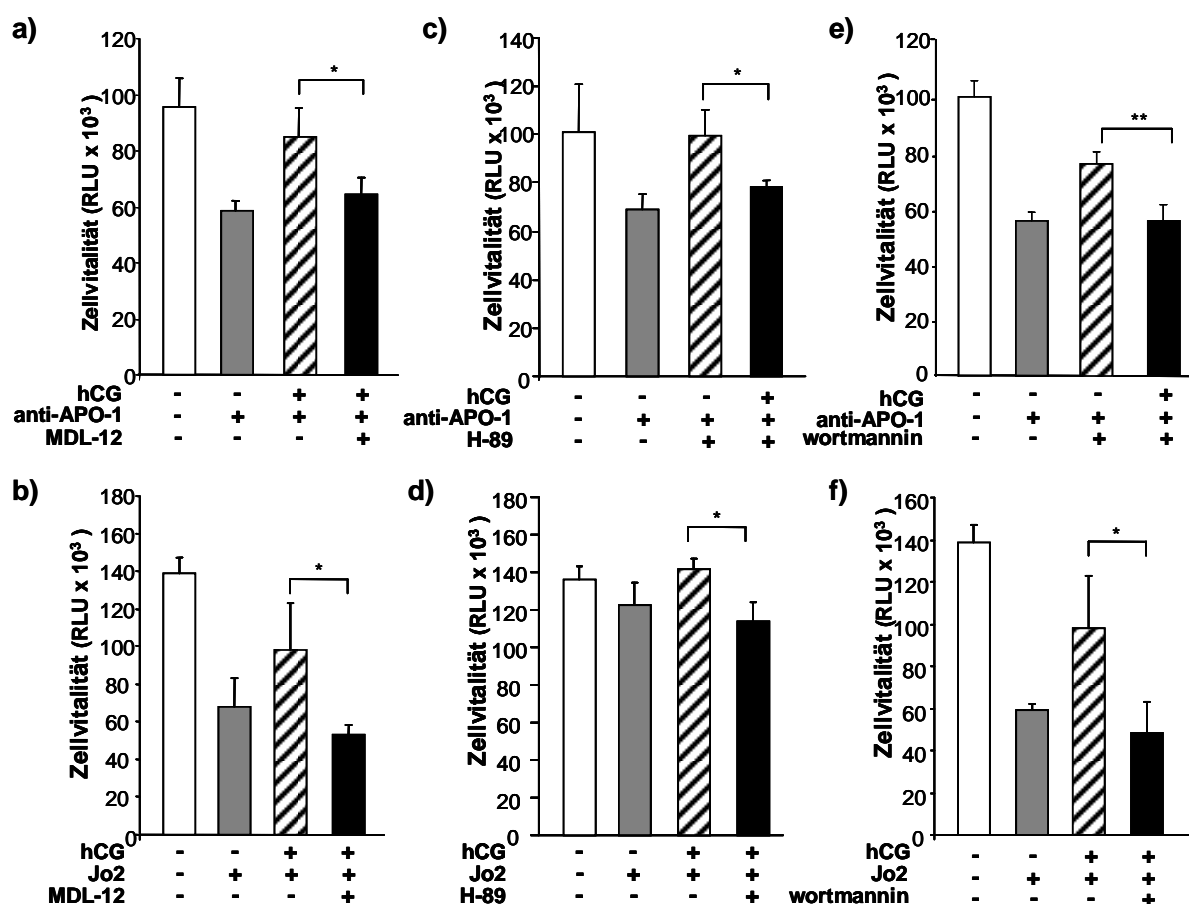 a)
Zellvitalität (RLU x 10³ )
120
100
80
60
40
20
0
*
hCG - - + +
anti-APO-1 - + + +
MDL-12 - - - +
c)
Zellvitalität (RLU x 10³ )
140
120
100
80
60
40
20
0
*
hCG - - - +
anti-APO-1 - + + +
H-89 - - + +
e)
Zellvitalität (RLU x 10³ )
120
100
80
60
40
20
0
**
hCG - - - +
anti-APO-1 - + + +
wortmannin - - + +
b)
Zellvitalität (RLU x 10³ )
180
160
140
120
100
80
60
40
20
0
*
hCG - - + +
Jo2 - + + +
MDL-12 - - - +
d)
Zellvitalität (RLU x 10³ )
180
160
140
120
100
80
60
40
20
0
*
hCG - - + +
Jo2 - + + +
H-89 - - - +
f)
Zellvitalität (RLU x 10³ )
160
140
100
80
60
40
20
0
*
hCG - - + +
Jo2 - + + +
wortmannin - - - +